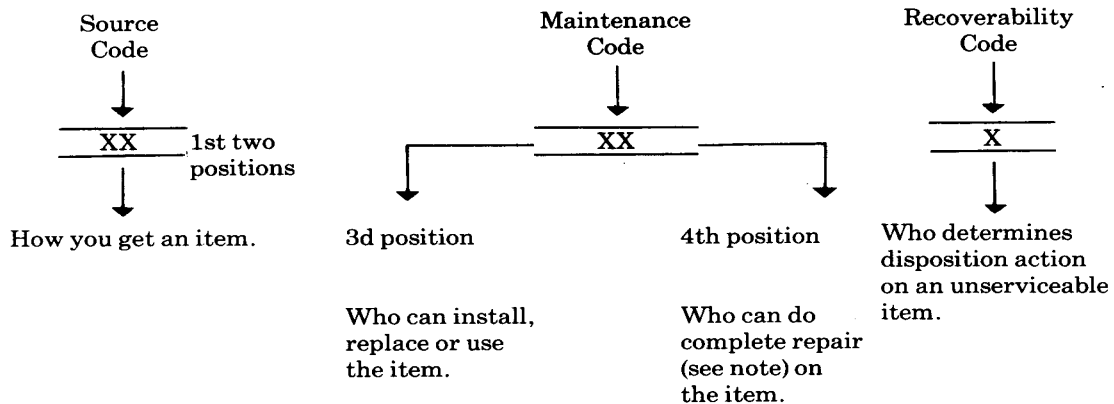 Source
Code
XX
1st two
positions
How you get an item.
Maintenance
Code
XX
3d position
Who can install,
replace or use
the item.
4th position
Who can do
complete repair
(see note) on
the item.
Recoverability
Code
X
Who determines
disposition action
on an unserviceable
item.